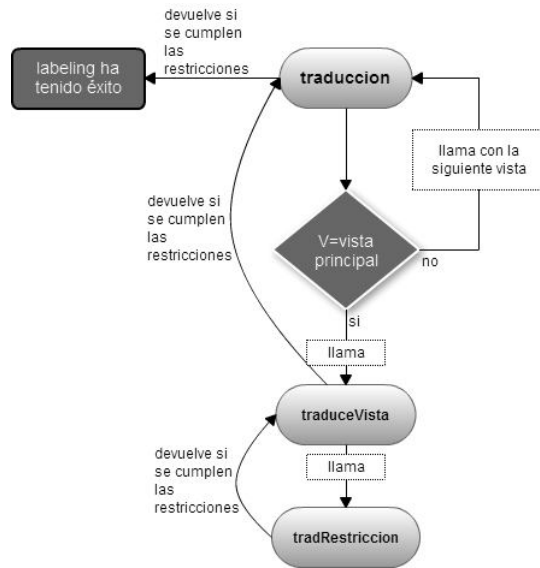 devuelve si
se cumplen
las
restricciones
labeling ha
tenido éxito
traduccion
llama con la
siguiente vista
devuelve si
se cumplen
las
restricciones
V=vista
principal
no
si
llama
traduceVista
devuelve si
se cumplen
las
restricciones
llama
tradRestriccion